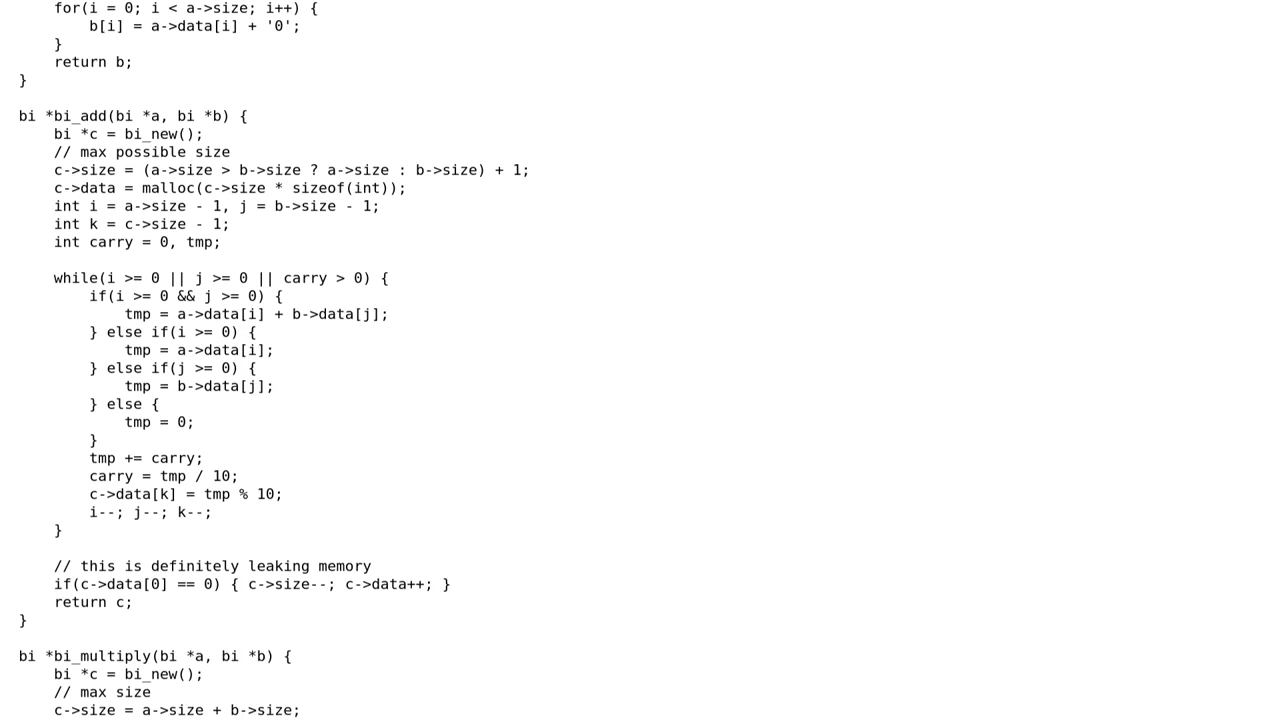 for(i = 0; i < a->size; i++) {
        b[i] = a->data[i] + '0';
    }
    return b;
}

bi *bi_add(bi *a, bi *b) {
    bi *c = bi_new();
    // max possible size
    c->size = (a->size > b->size ? a->size : b->size) + 1;
    c->data = malloc(c->size * sizeof(int));
    int i = a->size - 1, j = b->size - 1;
    int k = c->size - 1;
    int carry = 0, tmp;

    while(i >= 0 || j >= 0 || carry > 0) {
        if(i >= 0 && j >= 0) {
            tmp = a->data[i] + b->data[j];
        } else if(i >= 0) {
            tmp = a->data[i];
        } else if(j >= 0) {
            tmp = b->data[j];
        } else {
            tmp = 0;
        }
        tmp += carry;
        carry = tmp / 10;
        c->data[k] = tmp % 10;
        i--; j--; k--;
    }

    // this is definitely leaking memory
    if(c->data[0] == 0) { c->size--; c->data++; }
    return c;
}

bi *bi_multiply(bi *a, bi *b) {
    bi *c = bi_new();
    // max size
    c->size = a->size + b->size;